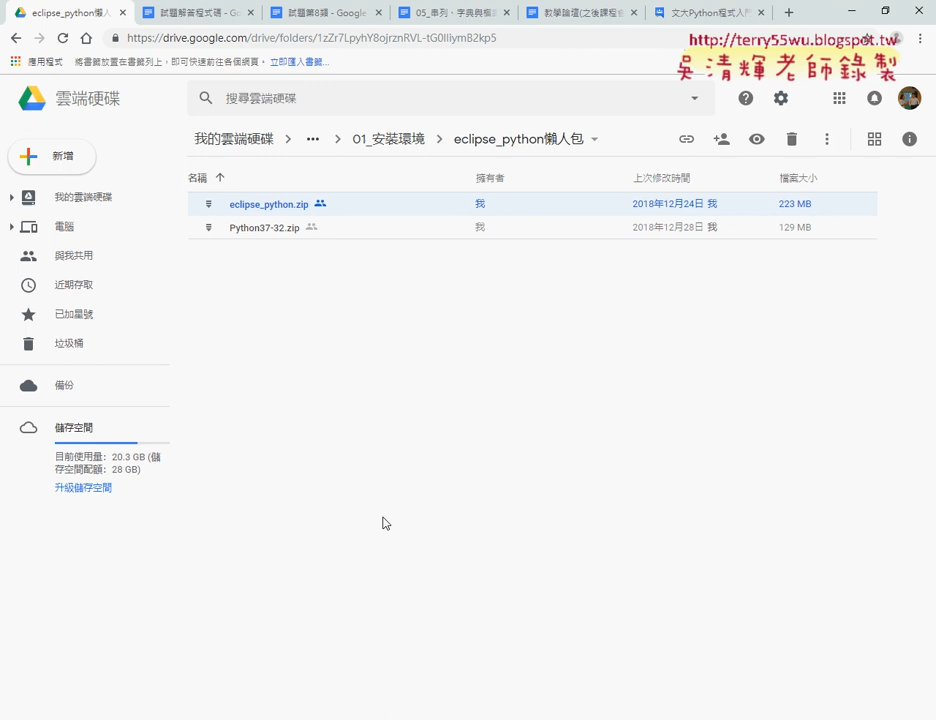 eclipse_python懶人
試題解答程式碼 - Go
試題第8類 - Google
05_串列、字典與樞
教學論壇(之後課程會
文大Python程式入門
https://drive.google.com/drive/folders/1zZr7LpyhY8ojrznRVL-tG0lIiymB2kp5
http://terry55wu.blogspot.tw
應用程式
將書籤放置在書籤列上，即可快速前往各個網頁。
立即匯入書籤...
吳清輝老師錄製
雲端硬碟
搜尋雲端硬碟
新增
我的雲端硬碟
...
01_安裝環境
eclipse_python懶人包
名稱
擁有者
上次修改時間
檔案大小
eclipse_python.zip
我
2018年12月24日 我
223 MB
Python37-32.zip
我
2018年12月28日 我
129 MB
我的雲端硬碟
電腦
與我共用
近期存取
已加星號
垃圾桶
備份
儲存空間
目前使用量： 20.3 GB (儲
存空間配額： 28 GB)
升級儲存空間